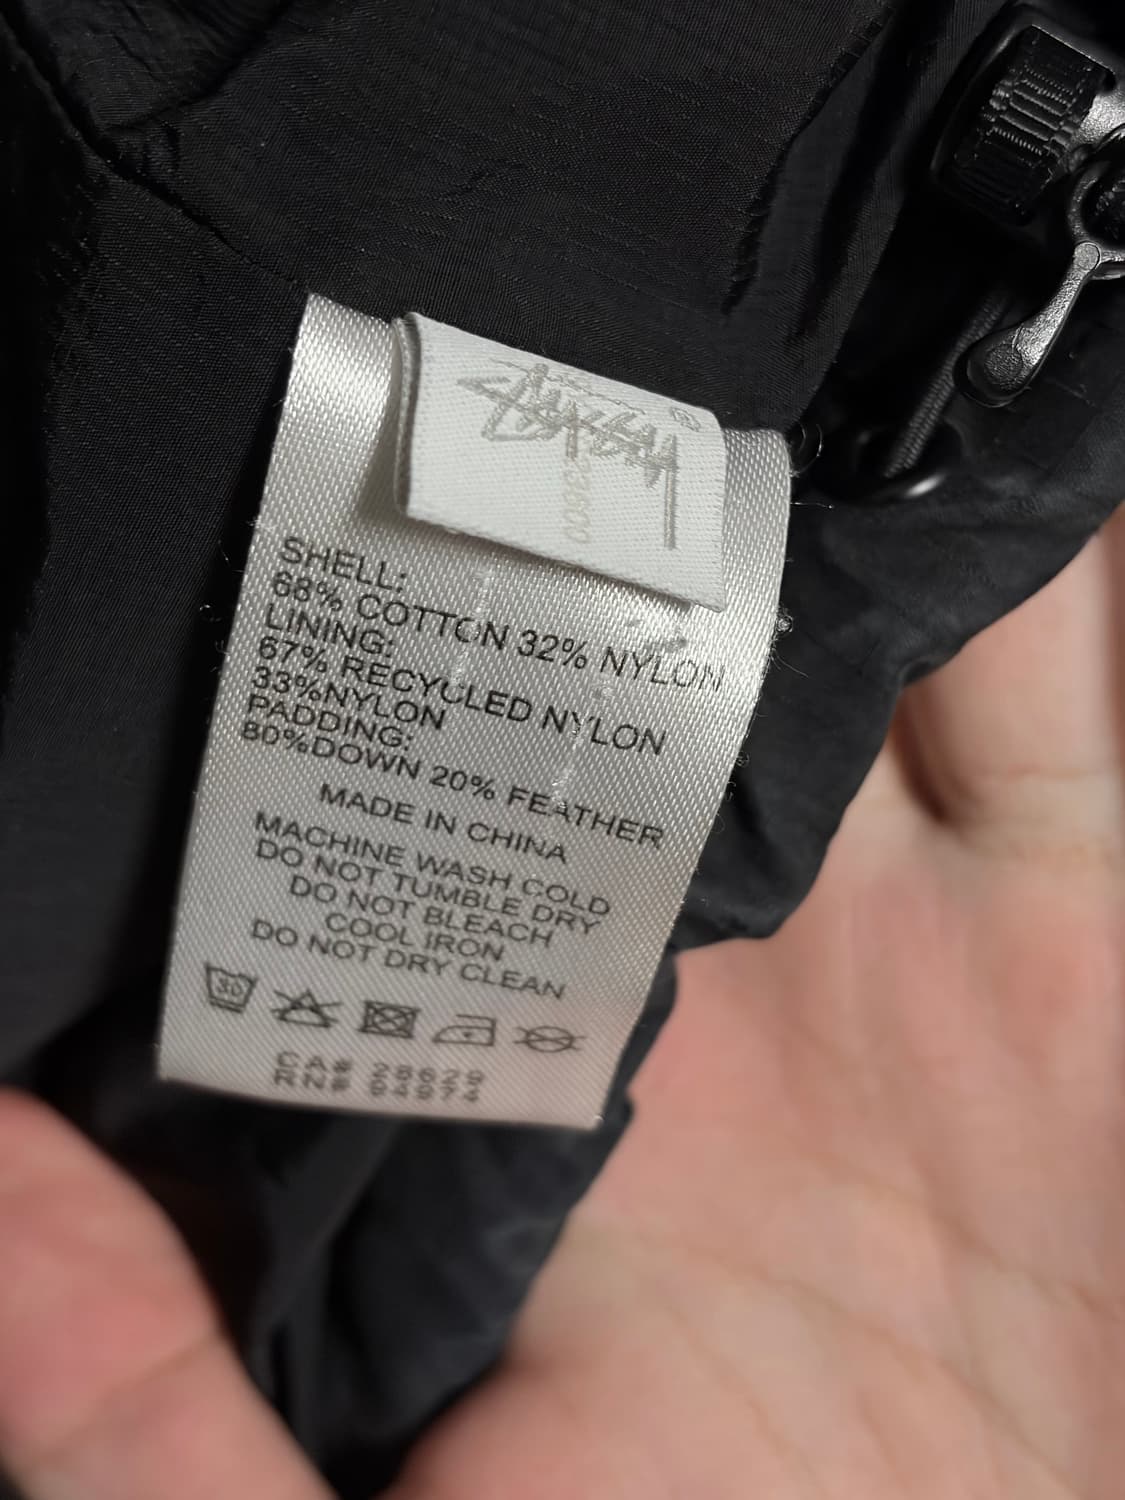 Stüssy
®
SHELL:
68% COTTON 32% NYLON
LINING:
67% RECYCLED NYLON
33%NYLON
PADDING:
80%DOWN 20% FEATHER
MADE IN CHINA
MACHINE WASH COLD
DO NOT TUMBLE DRY
DO NOT BLEACH
COOL IRON
DO NOT DRY CLEAN
30
CA# 28629
RN# 64974